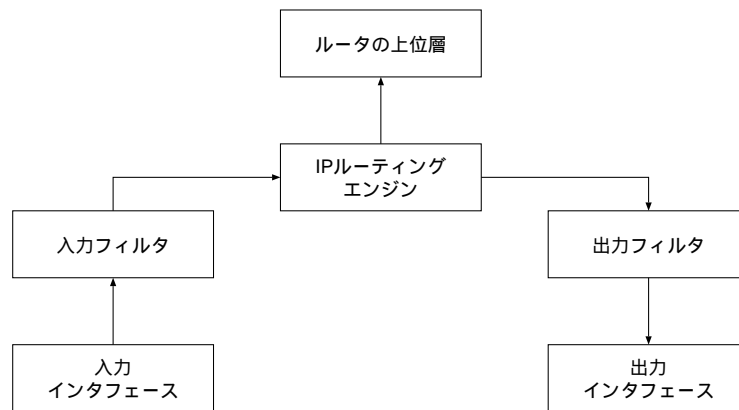 ルータの上位層
IPルーティング
エンジン
入力フィルタ
出力フィルタ
入力
インタフェース
出力
インタフェース